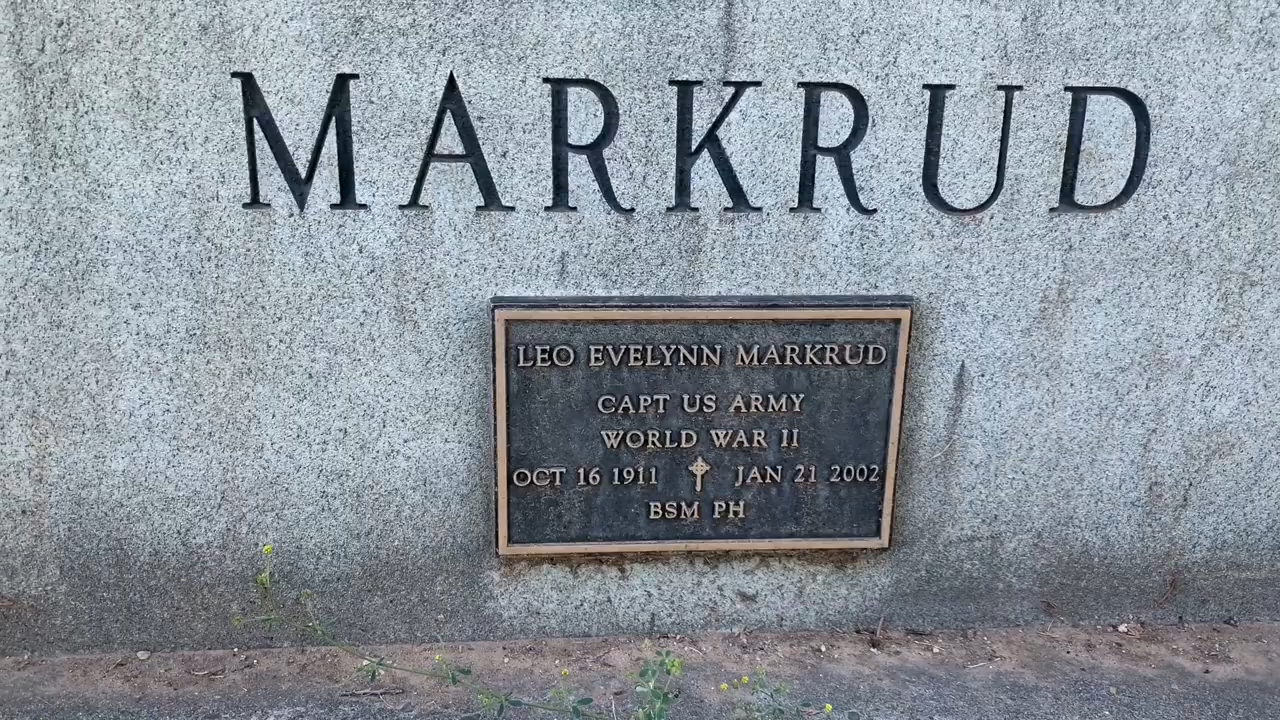 MARKRUD
LEO EVELYNN MARKRUD
CAPT US ARMY
WORLD WAR II
OCT 16 1911 JAN 21 2002
BSM PH